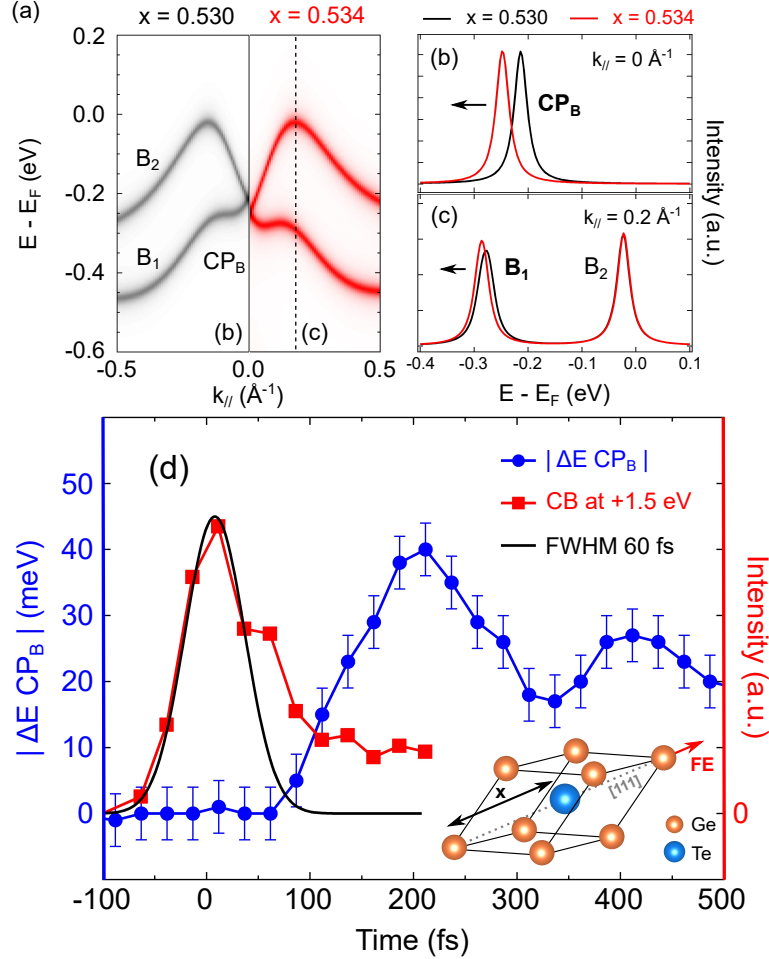 (a)
x = 0.530
x = 0.534
x = 0.530
x = 0.534
E - E_F (eV)
0.2
0.0
-0.2
-0.4
-0.6
B₂
B₁
CP_B
(b)
(c)
-0.5
0.0
0.5
k_// (Å⁻¹)
(b)
k_// = 0 Å⁻¹
CP_B
(c)
k_// = 0.2 Å⁻¹
B₁
B₂
Intensity (a.u.)
-0.4
-0.3
-0.2
-0.1
0.0
0.1
E - E_F (eV)
(d)
| ΔE CP_B |
CB at +1.5 eV
FWHM 60 fs
| ΔE CP_B | (meV)
50
40
30
20
10
0
Intensity (a.u.)
0
x
[111]
FE
Ge
Te
-100
0
100
200
300
400
500
Time (fs)